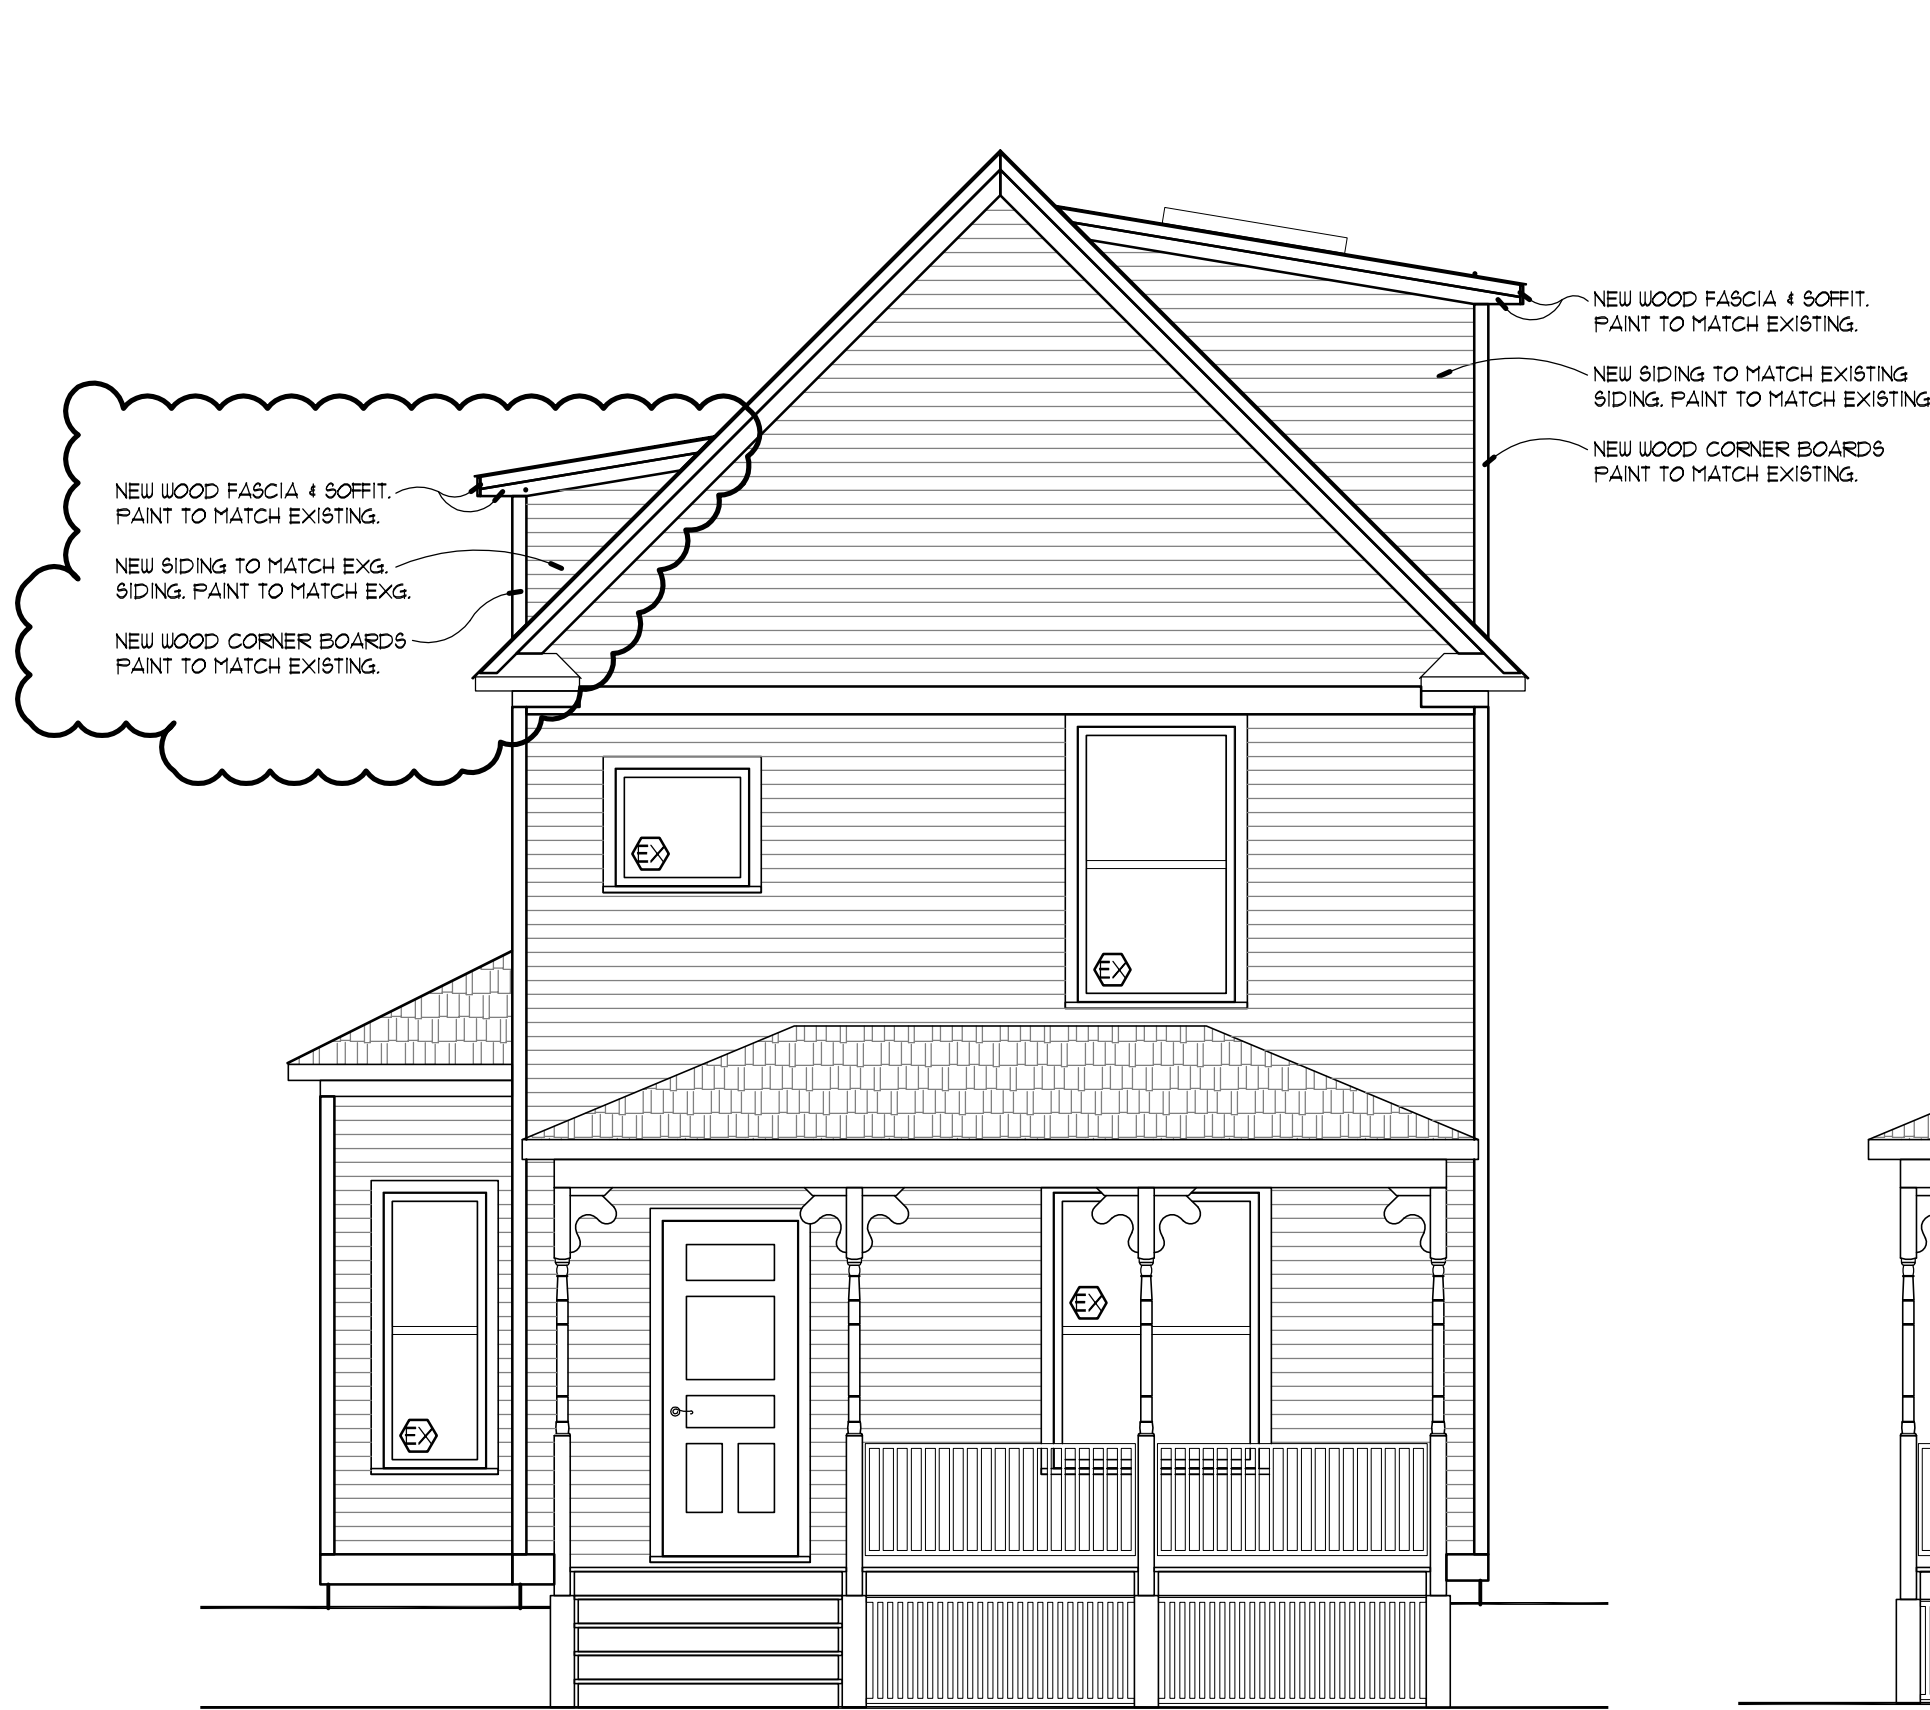 NEW WOOD FASCIA & SOFFIT.
PAINT TO MATCH EXISTING.
NEW SIDING TO MATCH EXISTING
SIDING. PAINT TO MATCH EXISTING
NEW WOOD CORNER BOARDS
PAINT TO MATCH EXISTING.
NEW WOOD FASCIA & SOFFIT.
PAINT TO MATCH EXISTING.
NEW SIDING TO MATCH EXG.
SIDING. PAINT TO MATCH EXG.
NEW WOOD CORNER BOARDS
PAINT TO MATCH EXISTING.
EX
EX
EX
EX